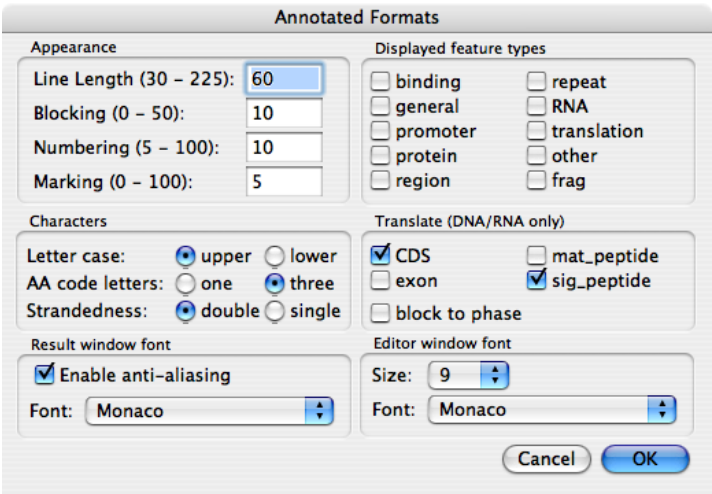 Annotated Formats
Appearance
Line Length (30 – 225): 60
Blocking (0 – 50): 10
Numbering (5 – 100): 10
Marking (0 – 100): 5
Displayed feature types
binding repeat
general RNA
promoter translation
protein other
region frag
Characters
Letter case: upper lower
AA code letters: one three
Strandedness: double single
Translate (DNA/RNA only)
CDS mat_peptide
exon sig_peptide
block to phase
Result window font
Enable anti-aliasing
Font: Monaco
Editor window font
Size: 9
Font: Monaco
Cancel OK